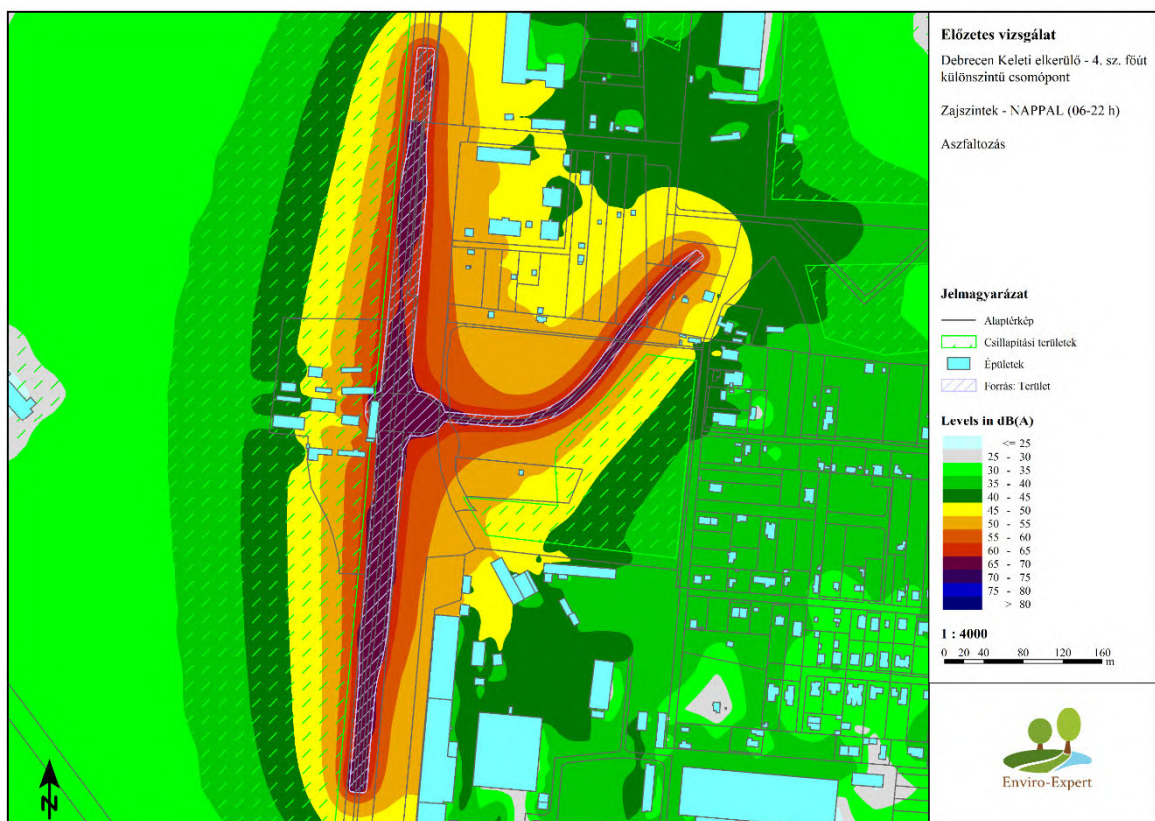 Előzetes vizsgálat
Debrecen Keleti elkerülő - 4. sz. főút
különszintű csomópont
Zajszintek - NAPPAL (06-22 h)
Aszfaltozás
Jelmagyarázat
Alaptérkép
Csillapítási területek
Épületek
Forrás: Terület
Levels in dB(A)
<= 25
25 - 30
30 - 35
35 - 40
40 - 45
45 - 50
50 - 55
55 - 60
60 - 65
65 - 70
70 - 75
75 - 80
> 80
1 : 4000
0 20 40 80 120 160
m
N
Enviro-Expert